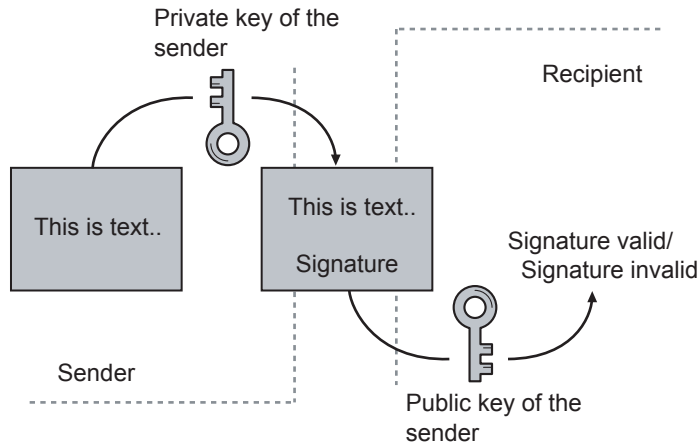 Private key of the
sender
Recipient
This is text..
This is text..
Signature
Signature valid/
Signature invalid
Sender
Public key of the
sender